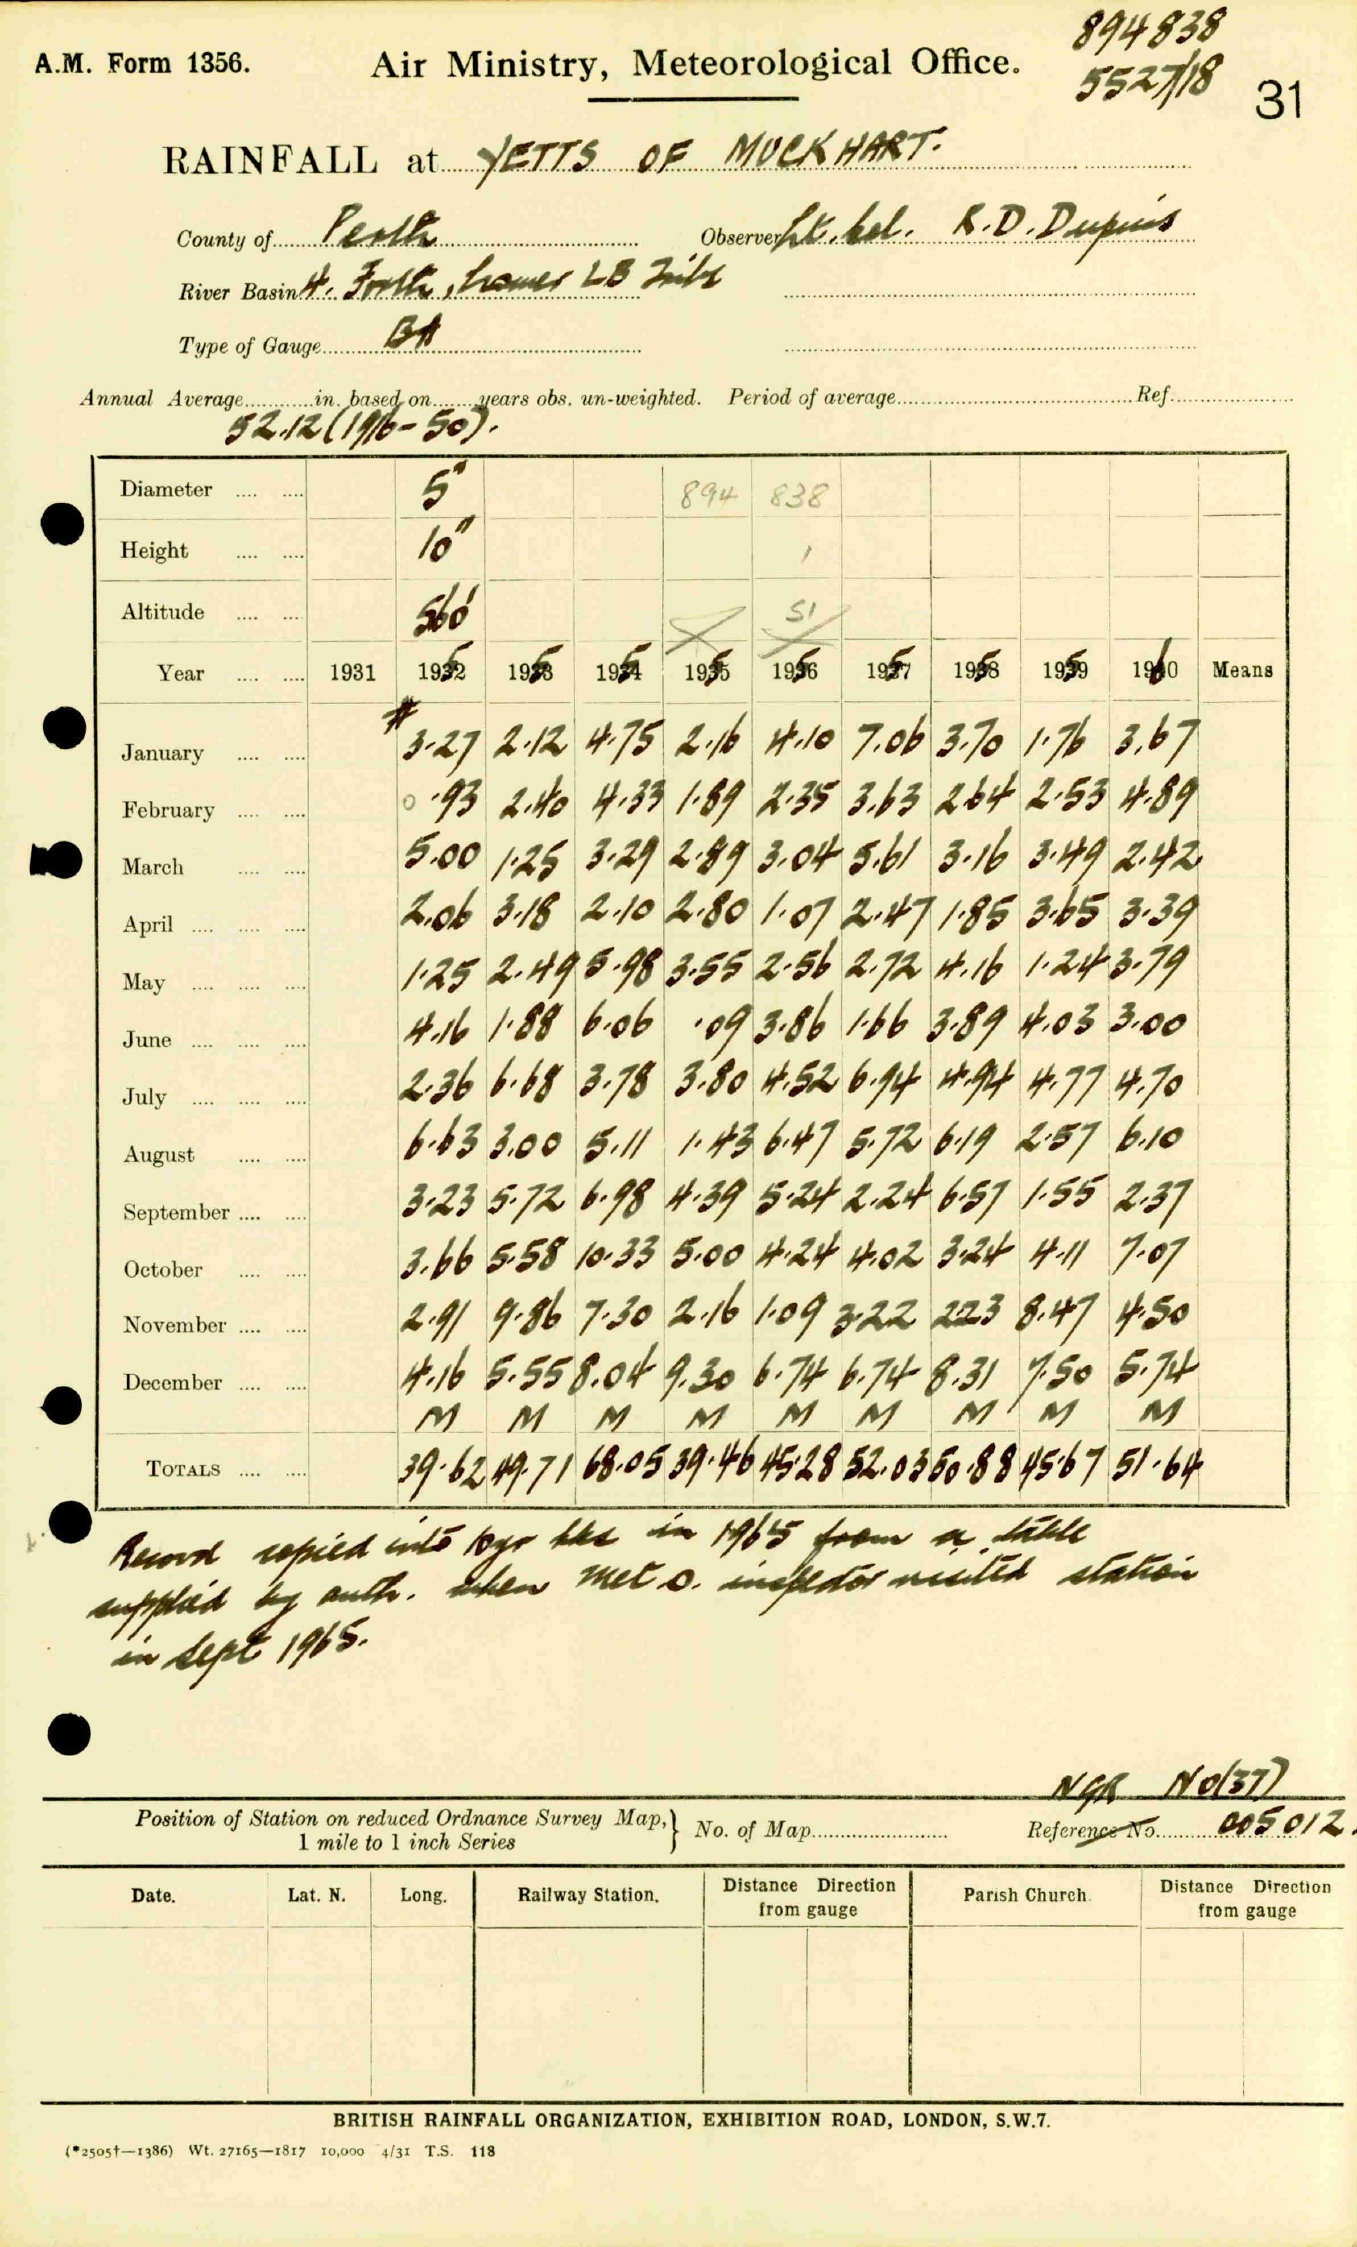 894838
A.M. Form 1356. Air Ministry, Meteorological Office. 5527/18
31
RAINFALL at YETTS OF MUCKHART.
County of Perth Observer Lt. Col. R.D. Dupuis
River Basin 4. Forth, Lower LB Tribs
Type of Gauge
Annual Average in. based on years obs. un-weighted. Period of average Ref.
52.12 (1916-50).
Diameter 5" 894 838
Height 10" 1
Altitude 560' 51
Year 1931 1952 1953 1954 1955 1956 1957 1958 1959 1960 Means
January 3.27 2.12 4.75 2.16 4.10 7.06 3.70 1.76 3.67
February 0.93 2.40 4.33 1.89 2.35 3.63 2.64 2.53 4.89
March 5.00 1.25 3.29 2.89 3.04 5.61 3.16 3.49 2.42
April 2.06 3.18 2.10 2.80 1.07 2.47 1.85 3.65 3.39
May 1.25 2.49 5.98 3.55 2.56 2.72 4.16 1.24 3.79
June 4.16 1.88 6.06 .09 3.86 1.66 3.89 4.03 3.00
July 2.36 6.68 3.78 3.80 4.52 6.94 4.94 4.77 4.70
August 6.63 3.00 5.11 1.43 6.47 5.72 6.19 2.57 6.10
September 3.23 5.72 6.98 4.39 5.24 2.24 6.57 1.55 2.37
October 3.66 5.58 10.33 5.00 4.24 4.02 3.24 4.11 7.07
November 2.91 9.86 7.30 2.16 1.09 3.22 2.23 8.47 4.50
December 4.16 5.55 8.04 9.30 6.74 6.74 8.31 7.50 5.74
M M M M M M M M M
TOTALS 39.62 49.71 68.05 39.46 45.28 52.03 50.88 45.67 51.64
Record copied into 10yr bks in 1965 from a table
supplied by auth. when Met.O. inspector visited station
in Sept 1965.
NGR NO(37)
Position of Station on reduced Ordnance Survey Map, No. of Map Reference No. 005012.
1 mile to 1 inch Series
Date. Lat. N. Long. Railway Station. Distance Direction from gauge Parish Church. Distance Direction from gauge
BRITISH RAINFALL ORGANIZATION, EXHIBITION ROAD, LONDON, S.W.7.
(*2505†—1386) Wt. 27165—1817 10,000 4/31 T.S. 118